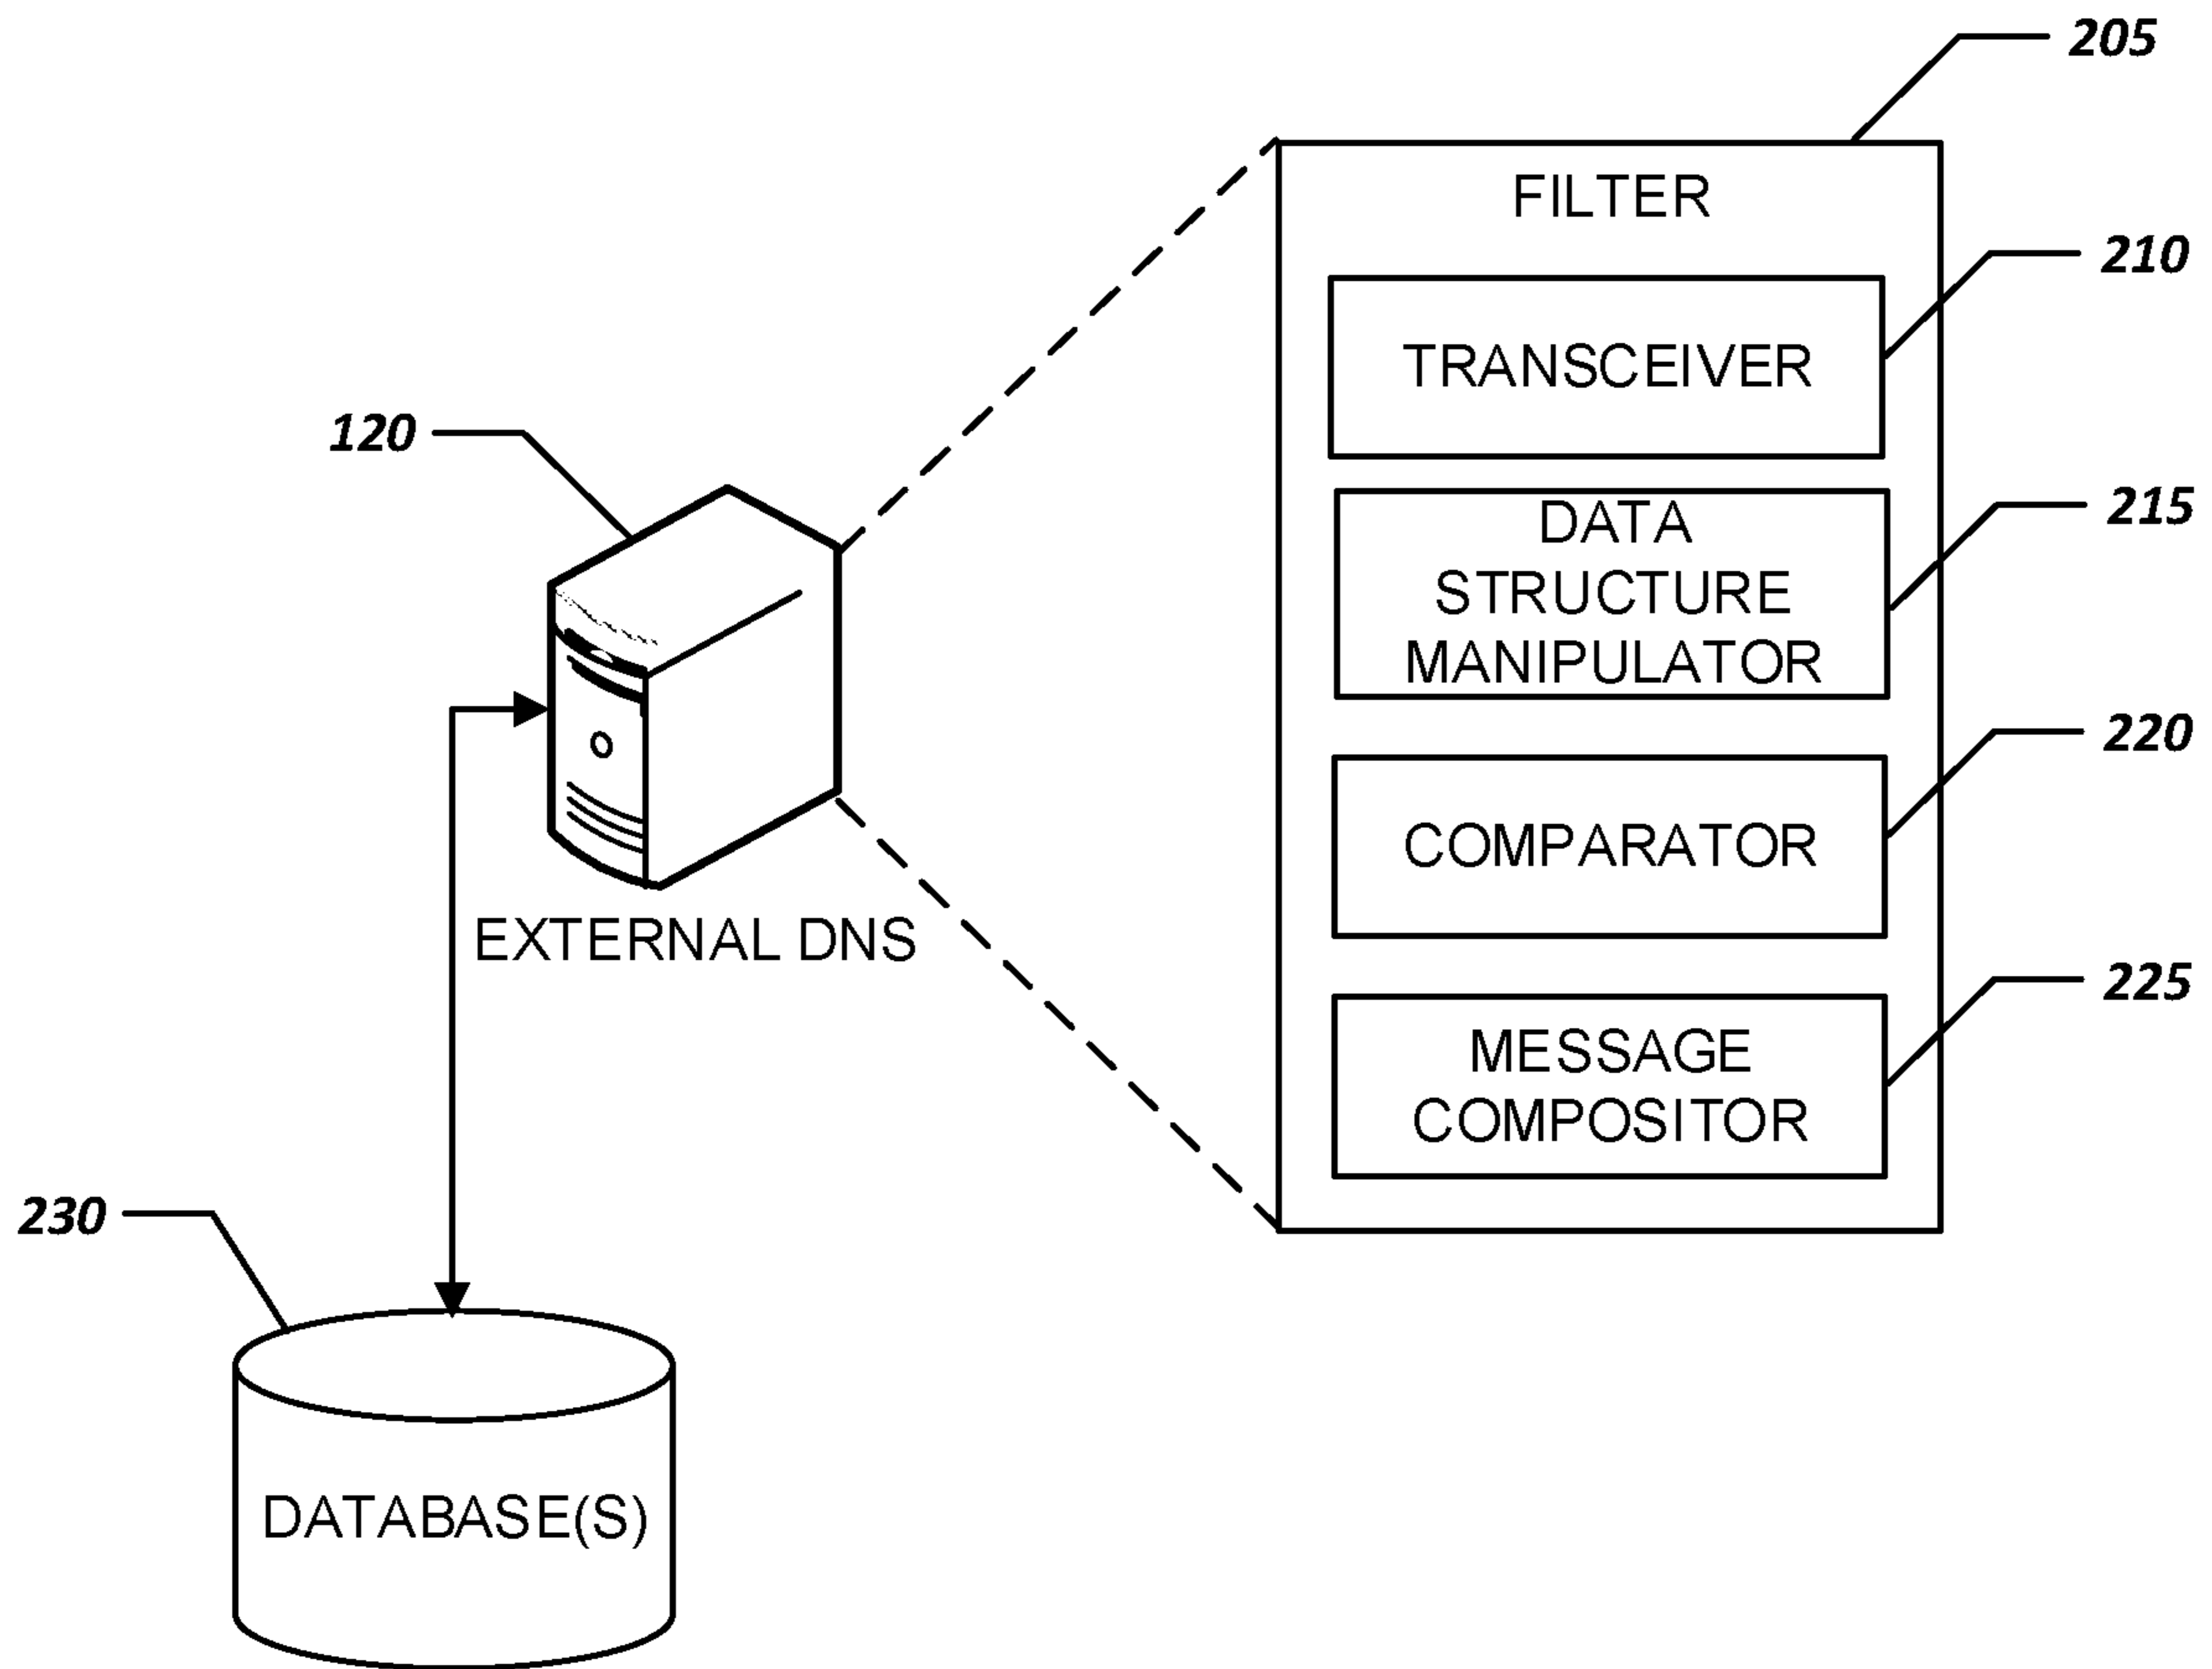 205
FILTER
210
TRANSCEIVER
120
215
DATA
STRUCTURE
MANIPULATOR
220
COMPARATOR
EXTERNAL DNS
225
MESSAGE
COMPOSITOR
230
DATABASE(S)